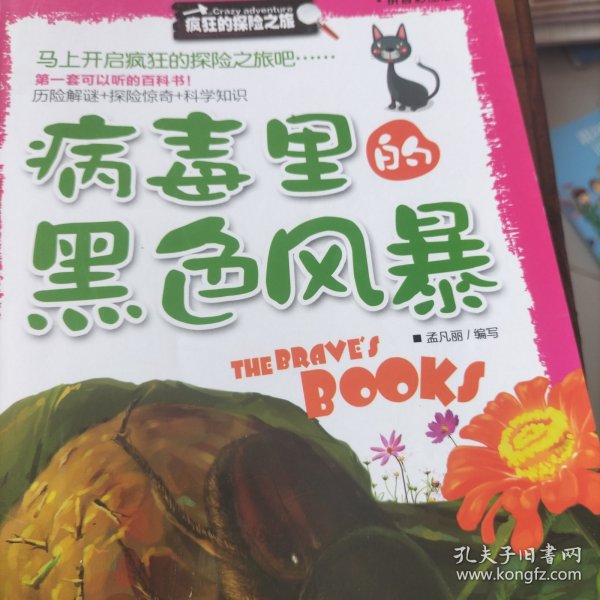 Crazy adventure
疯狂的探险之旅
马上开启疯狂的探险之旅吧……
第一套可以听的百科书！
历险解谜+探险惊奇+科学知识
病毒里的
黑色风暴
■ 孟凡丽/编写
THE BRAVE'S
BOOKS
孔夫子旧书网
www.kongfz.com